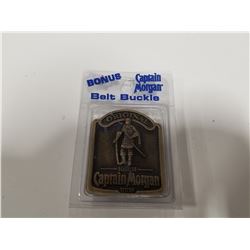 BONUS
Captain
Morgan
Belt Buckle
ORIGINAL
Captain Morgan